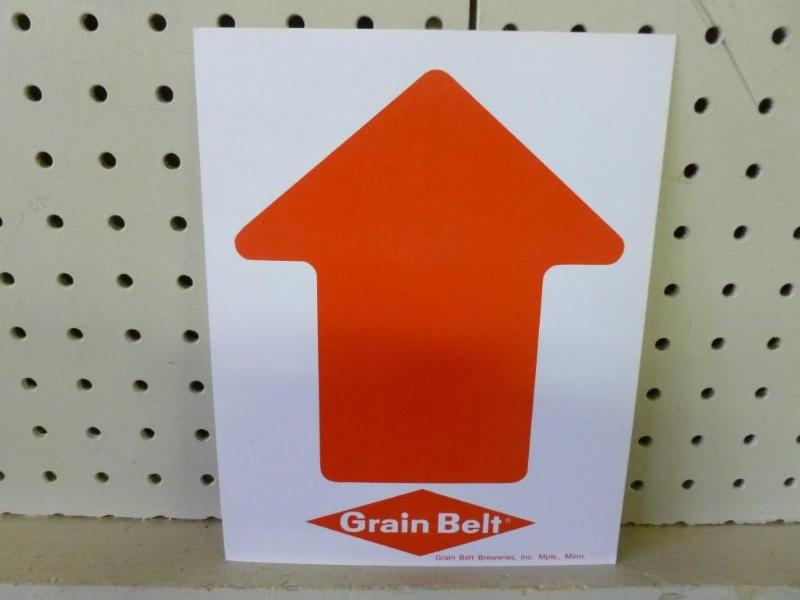 Grain Belt®
Grain Belt Breweries, Inc. Mpls., Minn.